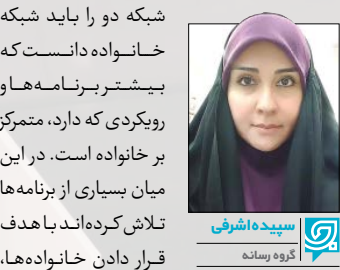 شبکه دو را باید شبکه
خانواده دانست که
بیشتر برنامه‌ها و
رویکردی که دارد، متمرکز
بر خانواده است. در این
میان بسیاری از برنامه‌ها
تلاش کرده‌اند با هدف
قرار دادن خانواده‌ها،
سپیده اشرفی
گروه رسانه